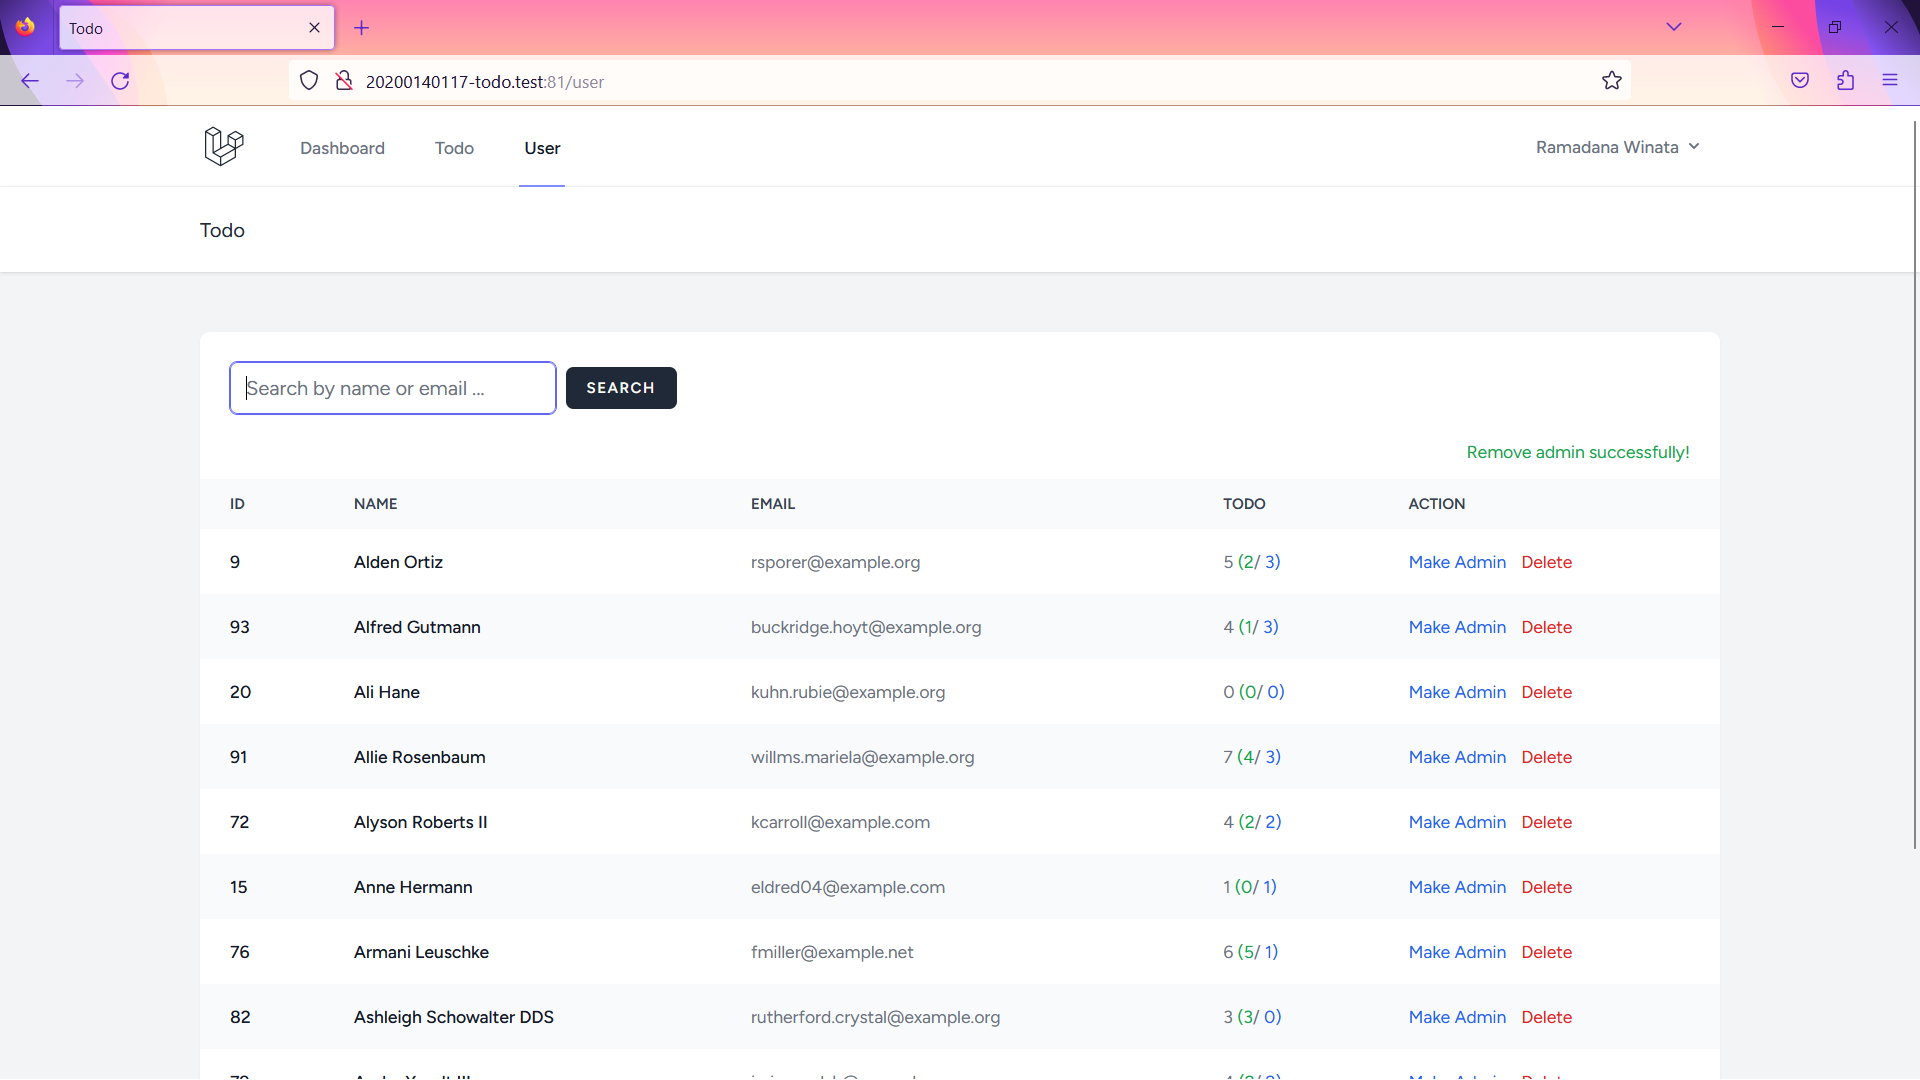 Todo
20200140117-todo.test:81/user
Dashboard Todo User Ramadana Winata
Todo
Search by name or email ... SEARCH
Remove admin successfully!
ID NAME EMAIL TODO ACTION
9 Alden Ortiz rsporer@example.org 5 (2/ 3) Make Admin Delete
93 Alfred Gutmann buckridge.hoyt@example.org 4 (1/ 3) Make Admin Delete
20 Ali Hane kuhn.rubie@example.org 0 (0/ 0) Make Admin Delete
91 Allie Rosenbaum willms.mariela@example.org 7 (4/ 3) Make Admin Delete
72 Alyson Roberts II kcarroll@example.com 4 (2/ 2) Make Admin Delete
15 Anne Hermann eldred04@example.com 1 (0/ 1) Make Admin Delete
76 Armani Leuschke fmiller@example.net 6 (5/ 1) Make Admin Delete
82 Ashleigh Schowalter DDS rutherford.crystal@example.org 3 (3/ 0) Make Admin Delete